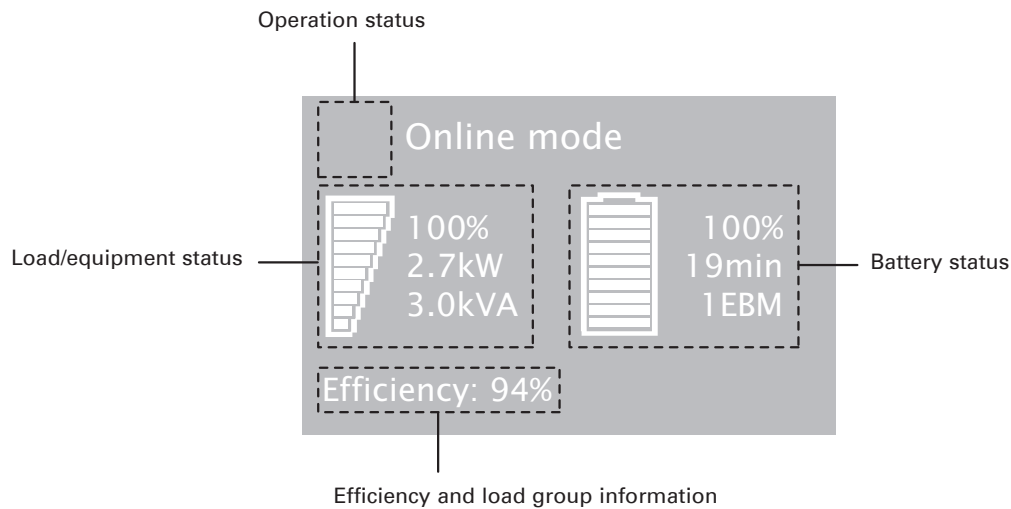 Operation status
Online mode
Load/equipment status
100%
2.7kW
3.0kVA
100%
19min
1EBM
Battery status
Efficiency: 94%
Efficiency and load group information